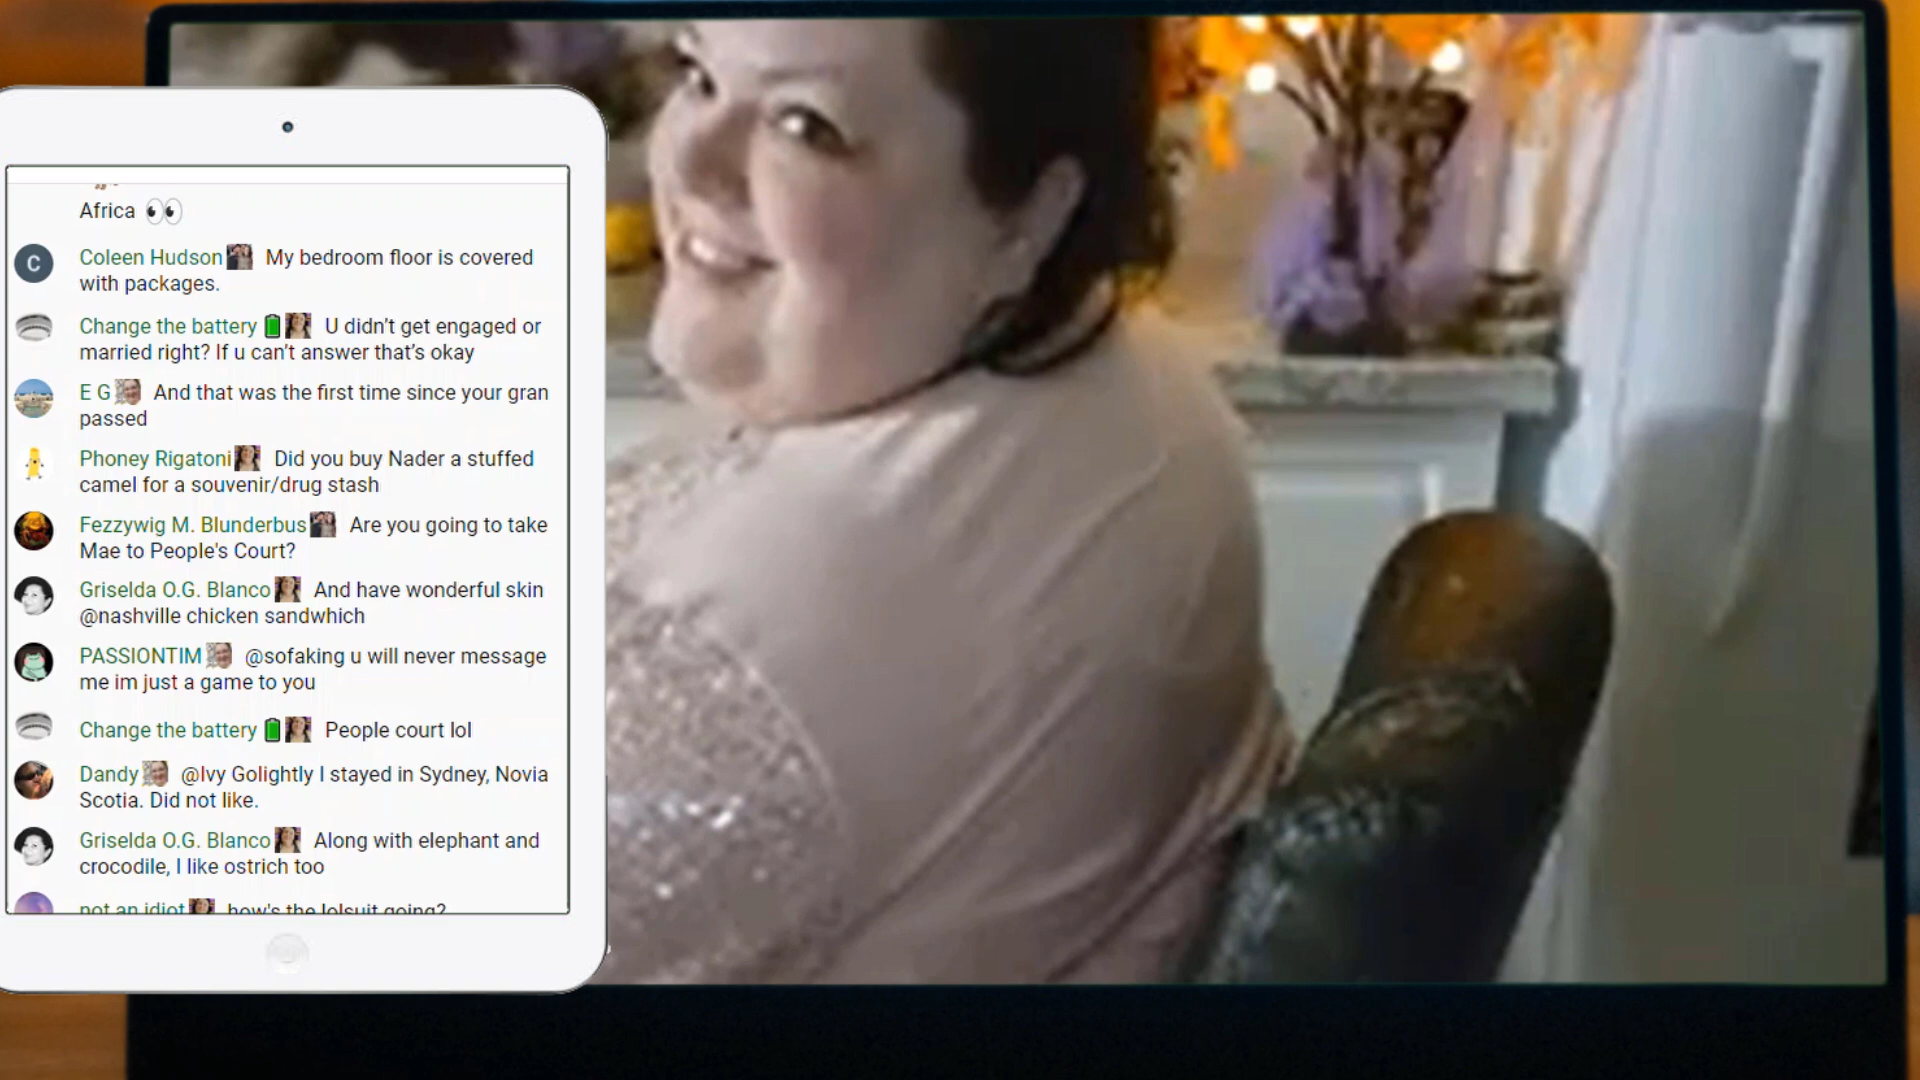 Africa 👀
Coleen Hudson My bedroom floor is covered
with packages.
Change the battery 🔋 U didn’t get engaged or
married right? If u can’t answer that’s okay
E G And that was the first time since your gran
passed
Phoney Rigatoni Did you buy Nader a stuffed
camel for a souvenir/drug stash
Fezzywig M. Blunderbus Are you going to take
Mae to People's Court?
Griselda O.G. Blanco And have wonderful skin
@nashville chicken sandwhich
PASSIONTIM @sofaking u will never message
me im just a game to you
Change the battery 🔋 People court lol
Dandy @Ivy Golightly I stayed in Sydney, Novia
Scotia. Did not like.
Griselda O.G. Blanco Along with elephant and
crocodile, I like ostrich too
not an idiot how's the lolsuit going?
C